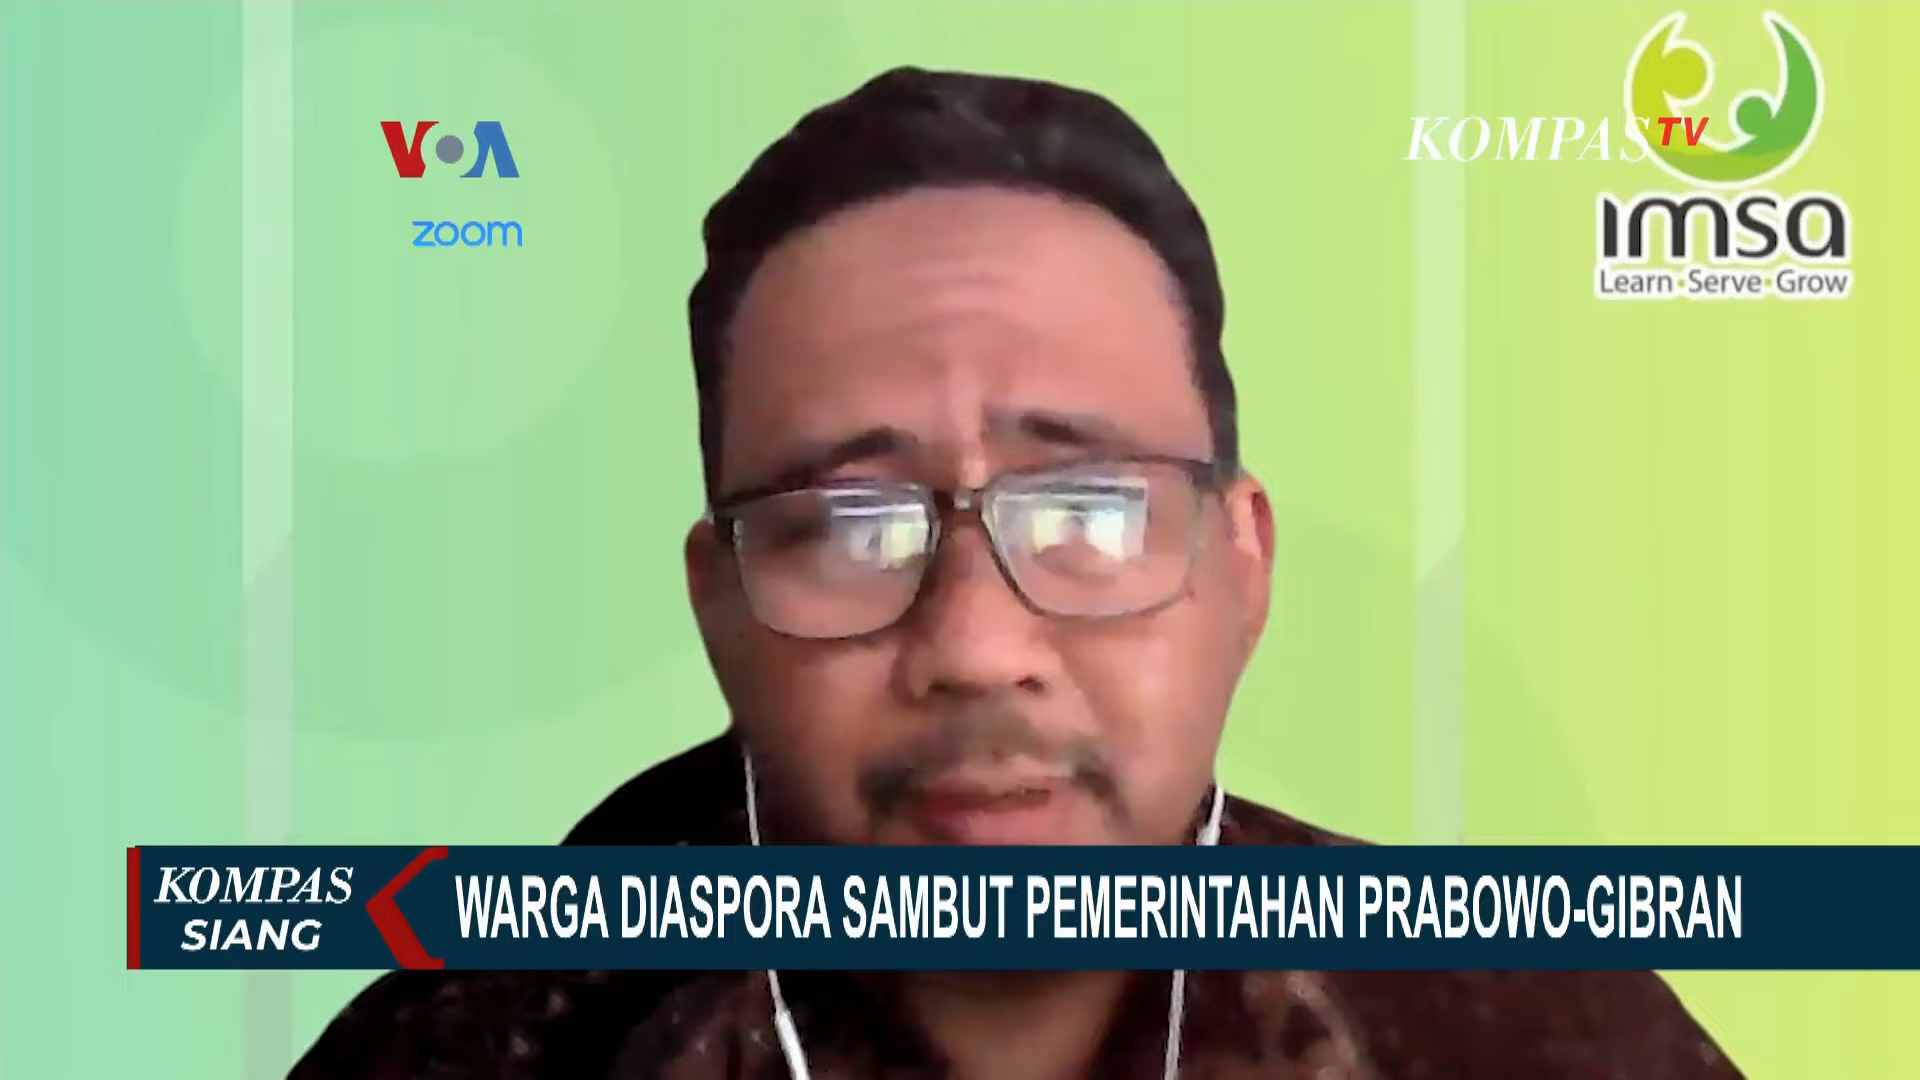 VOA
zoom
KOMPAS TV
imsa
Learn·Serve·Grow
KOMPAS
SIANG
WARGA DIASPORA SAMBUT PEMERINTAHAN PRABOWO-GIBRAN